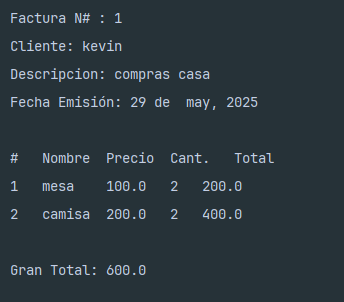 Factura N# : 1
Cliente: kevin
Descripcion: compras casa
Fecha Emisión: 29 de  may, 2025
#   Nombre  Precio  Cant.   Total
1   mesa    100.0   2   200.0
2   camisa  200.0   2   400.0
Gran Total: 600.0